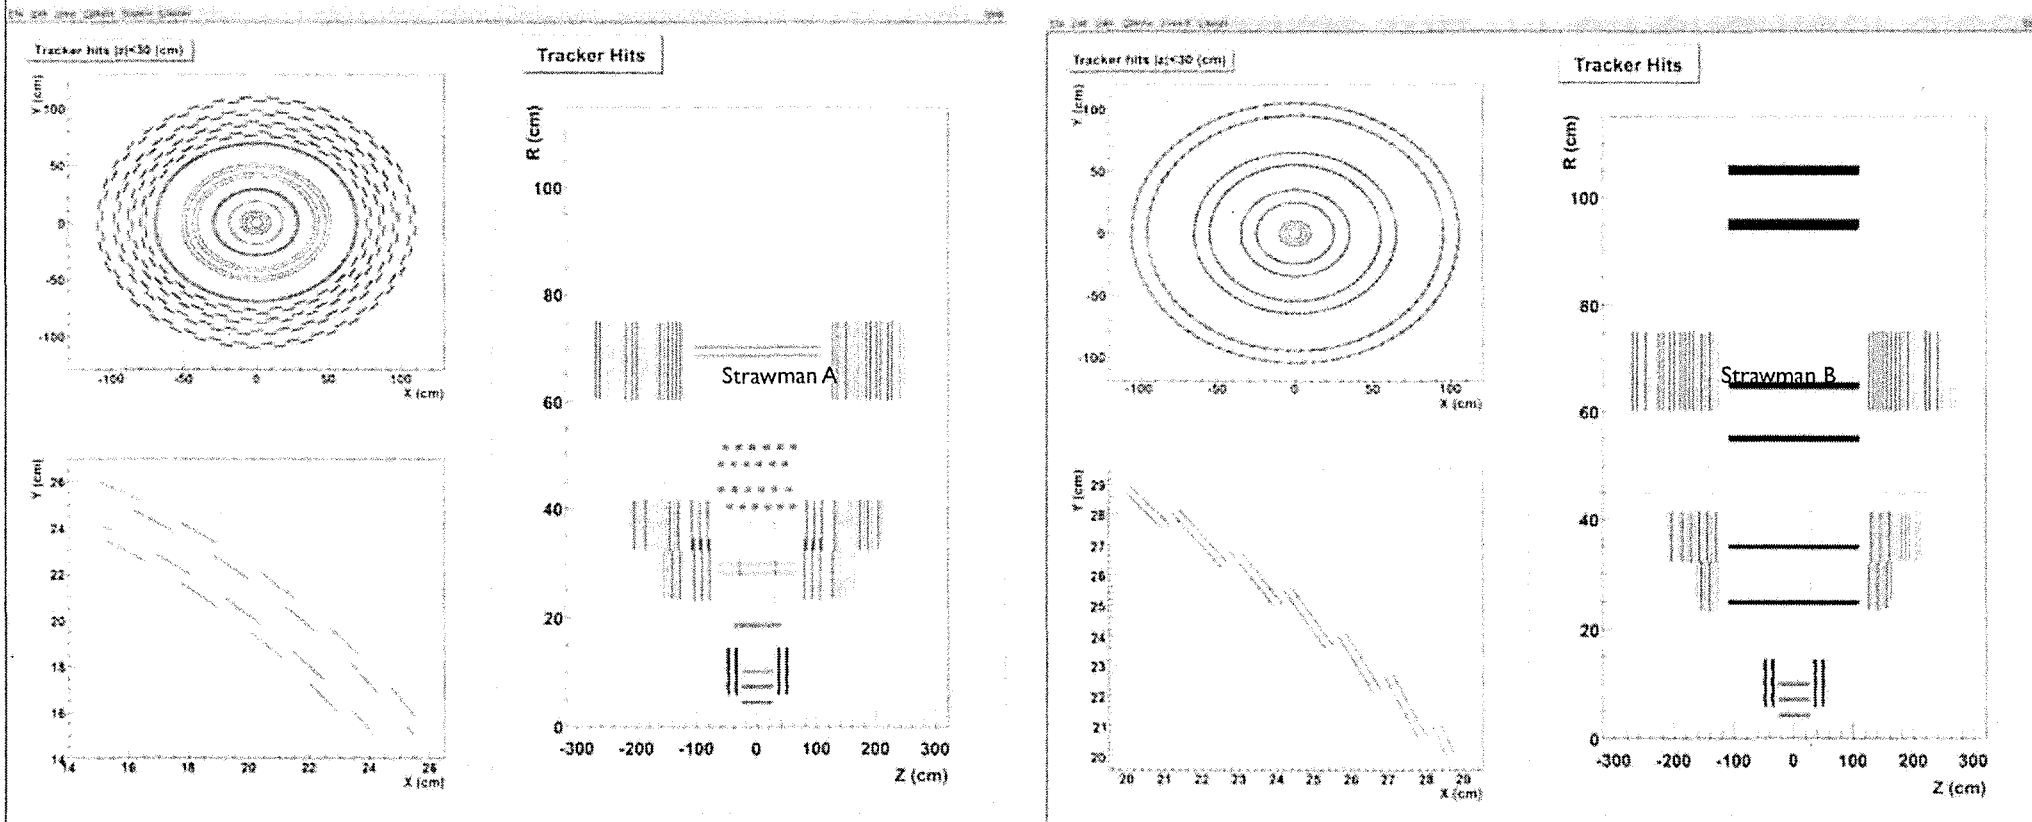 Tracker hits |z|<30 (cm)
Y (cm)
100
50
0
-50
-100
-100 -50 0 50 100
X (cm)
Y (cm)
26
24
22
20
18
16
14
14 16 18 20 22 24 26
X (cm)
Tracker Hits
R (cm)
100
80
60
40
20
0
Strawman A
-300 -200 -100 0 100 200 300
Z (cm)
Tracker hits |z|<30 (cm)
Y (cm)
100
50
0
-50
-100
-100 -50 0 50 100
X (cm)
Y (cm)
29
28
27
26
25
24
23
22
21
20
20 21 22 23 24 25 26 27 28 29
X (cm)
Tracker Hits
R (cm)
100
80
60
40
20
0
Strawman B
-300 -200 -100 0 100 200 300
Z (cm)